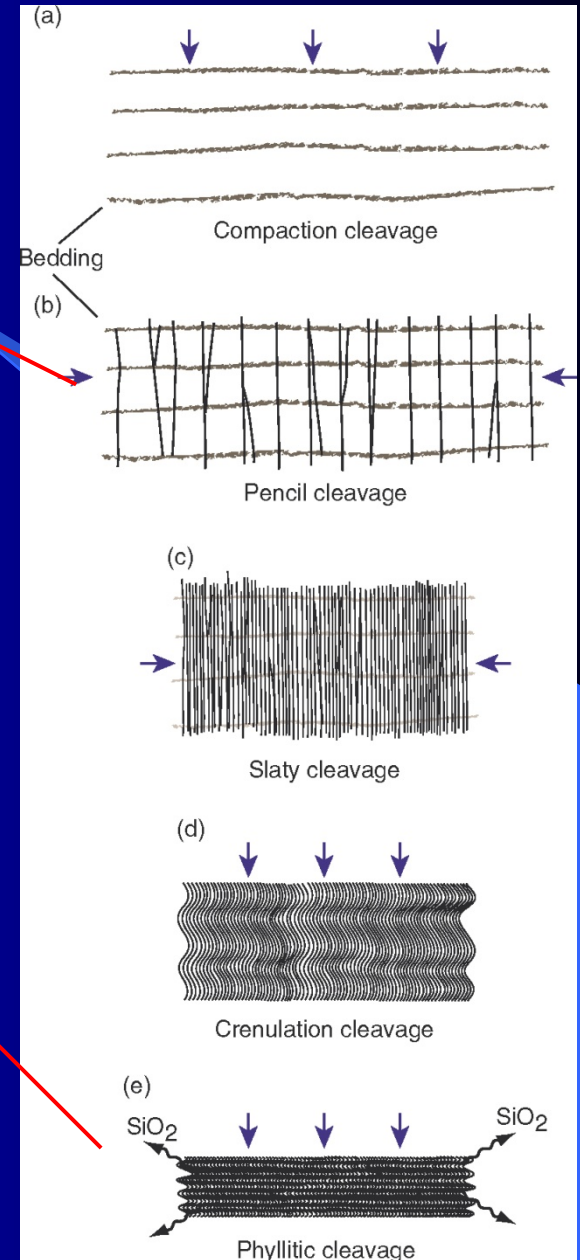 (a)
Compaction cleavage
Bedding
(b)
Pencil cleavage
(c)
Slaty cleavage
(d)
Crenulation cleavage
(e)
SiO2
SiO2
Phyllitic cleavage